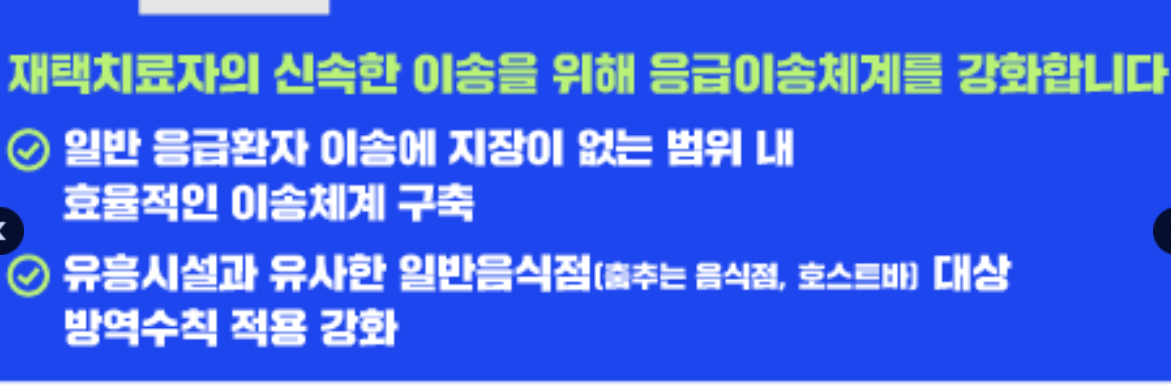 재택치료자의 신속한 이송을 위해 응급이송체계를 강화합니다
일반 응급환자 이송에 지장이 없는 범위 내
효율적인 이송체계 구축
유흥시설과 유사한 일반음식점(춤추는 음식점, 호스트바) 대상
방역수칙 적용 강화